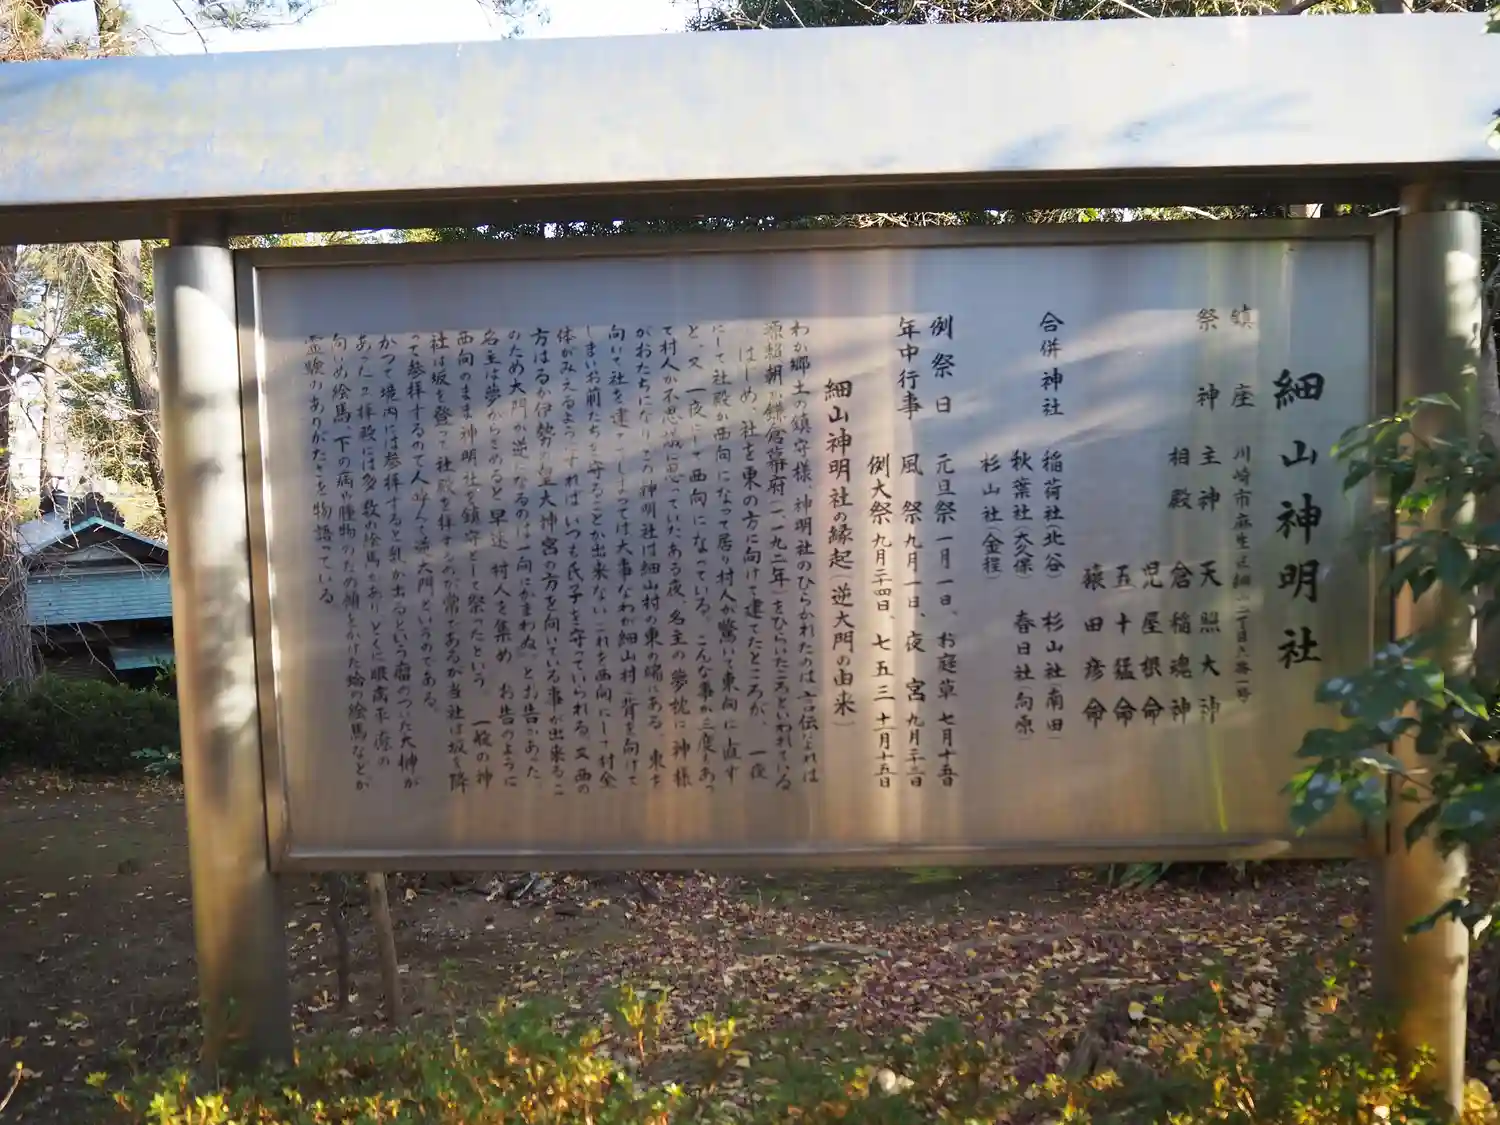 細山神明社
鎮座 川崎市麻生区細山二丁目六番一号
祭神 主神 天照大神
相殿 倉稲魂神
児屋根命
五十猛命
猿田彦命
合併神社 稲荷社(北谷) 杉山社(南田)
秋葉社(大久保) 春日社(向原)
杉山社(金程)
例祭日 元旦祭 一月一日、お庭草 七月十五日
年中行事 風祭 九月一日、夜宮 九月二十三日
例大祭 九月二十四日、七五三 十一月十五日
細山神明社の縁起(逆大門の由来)
わが郷土の鎮守様、神明社のひらかれたのは言伝によれば
源頼朝が鎌倉幕府(一一九二年)をひらいたころといわれている
はじめ、社を東の方に向けて建てたところが、一夜
にして社殿が西向になって居り村人が驚いて東向に直す
と、又一夜にして西向になっている。こんな事が三度もあっ
て村人が不思議に思っていたある夜、名主の夢枕に神様
がおたちになり「この神明社は細山村の東の端にある。東を
向いて社を建ててしまっては大事なわが細山村に背を向けて
しまいお前たちを守ることが出来ない。これを西向にして村全
体がみえるようにすればいつも氏子を守っていられる。又西の
方はるか伊勢の皇大神宮の方を向いている事が出来る。こ
のため大門が逆になるのは一向にかまわぬ」とお告があった。
名主は夢からさめると早速、村人を集め、お告のように
西向のまま神明社を鎮守として祭ったという。 一般の神
社は坂を登って社殿を拝するのが常であるが当社は坂を降
って参拝するので人呼んで逆大門というのである。
かつて境内には参拝すると乳が出るという瘤のついた大榊が
あった。又拝殿には多数の絵馬があり、とくに眼病平癒の
向いめ絵馬、下の病や腫物のための願をかけた蛤の絵馬などが
霊験のありがたさを物語っている。